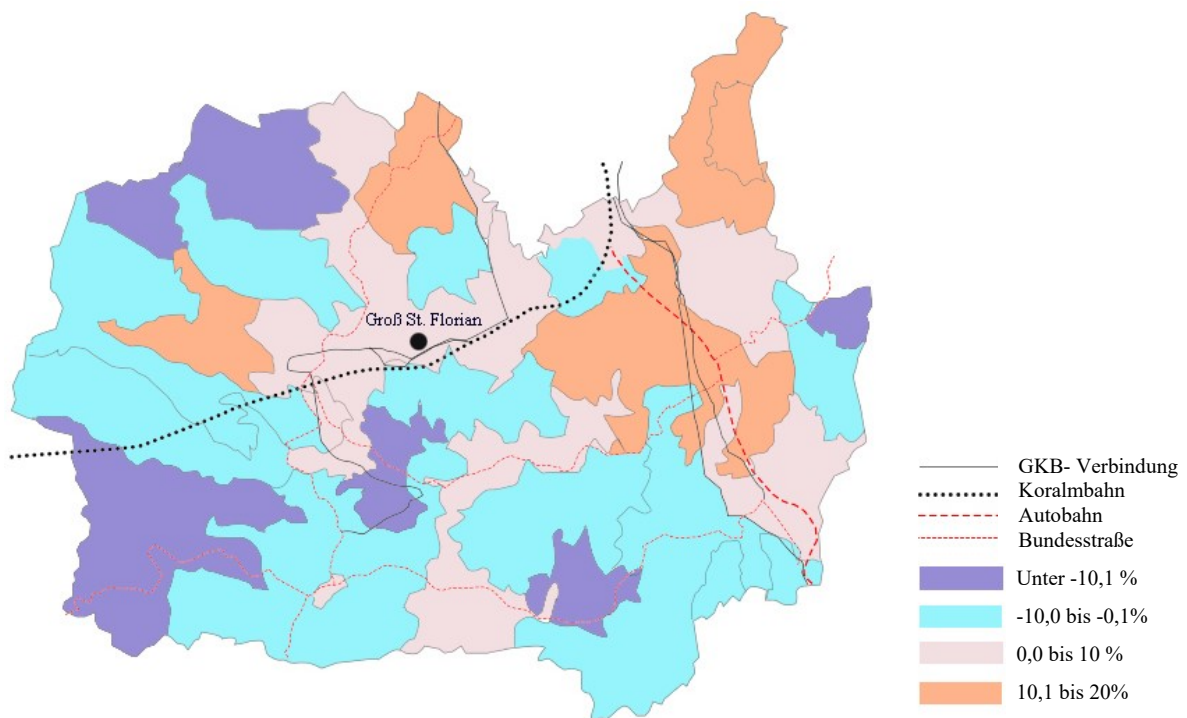 Groß St. Florian
GKB- Verbindung
Koralmbahn
Autobahn
Bundesstraße
Unter -10,1 %
-10,0 bis -0,1%
0,0 bis 10 %
10,1 bis 20%